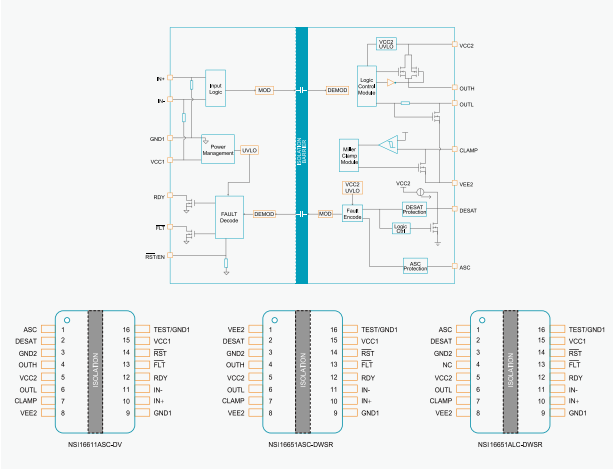 VCC2
UVLO
VCC2
IN+
Input
Logic
MOD
DEMOD
Logic
Control
Module
OUTH
IN-
OUTL
ISOLATION
BARRIER
GND1
Power
Management
UVLO
Miller
Clamp
Module
CLAMP
VCC1
VCC2
UVLO
VCC2
VEE2
RDY
FAULT
Decode
DEMOD
MOD
Fault
Encode
DESAT
Protection
DESAT
FLT
Logic
Ctrl
RST/EN
ASC
Protection
ASC
ASC 1 16 TEST/GND1
DESAT 2 15 VCC1
GND2 3 14 RST
OUTH 4 13 FLT
VCC2 5 12 RDY
OUTL 6 11 IN-
CLAMP 7 10 IN+
VEE2 8 9 GND1
ISOLATION
NSI16611ASC-DV
VEE2 1 16 TEST/GND1
DESAT 2 15 VCC1
GND2 3 14 RST
OUTH 4 13 FLT
VCC2 5 12 RDY
OUTL 6 11 IN-
CLAMP 7 10 IN+
VEE2 8 9 GND1
ISOLATION
NSI16651ASC-DWSR
ASC 1 16 TEST/GND1
DESAT 2 15 VCC1
GND2 3 14 RST
NC 4 13 FLT
VCC2 5 12 RDY
OUTL 6 11 IN-
CLAMP 7 10 IN+
VEE2 8 9 GND1
ISOLATION
NSI16651ALC-DWSR